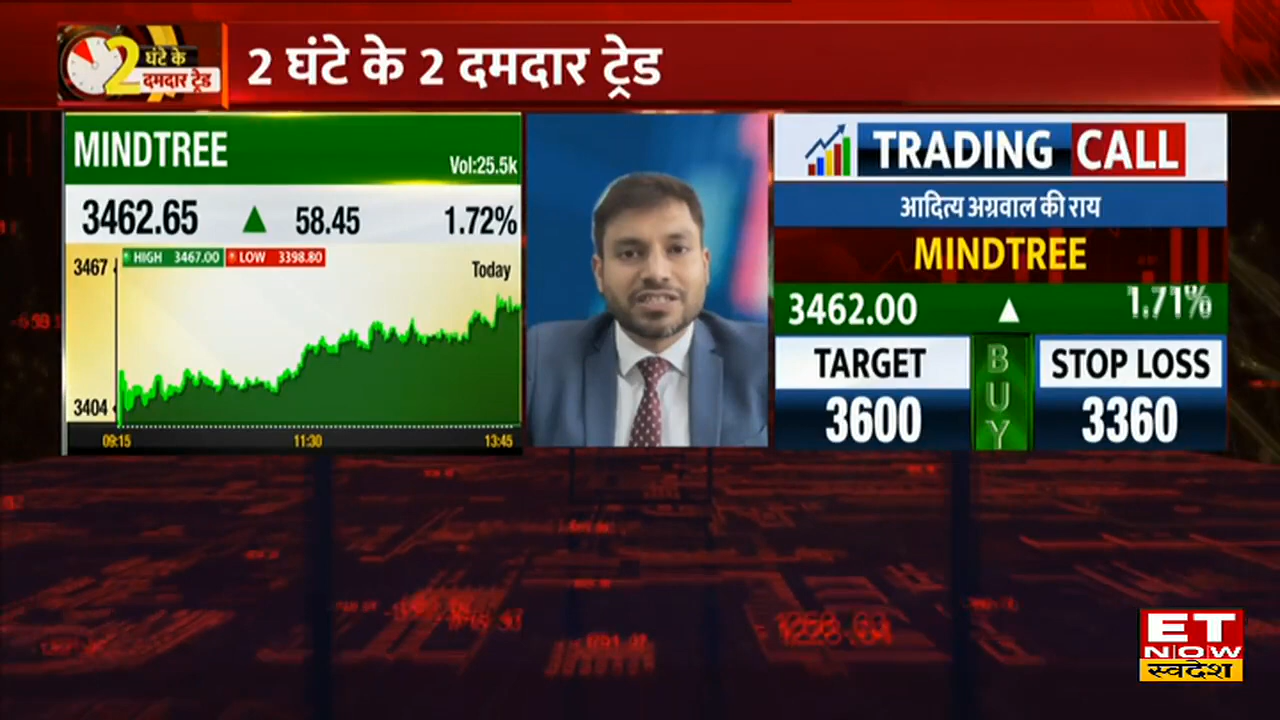 2 घंटे के
दमदार ट्रेड
2 घंटे के 2 दमदार ट्रेड
MINDTREE
Vol:25.5k
3462.65 ▲ 58.45 1.72%
HIGH 3467.00 LOW 3398.80
3467
Today
3404
09:15 11:30 13:45
TRADING CALL
आदित्य अग्रवाल की राय
MINDTREE
3462.00 ▲ 1.71%
TARGET
3600
BUY
STOP LOSS
3360
ET
NOW
स्वदेश